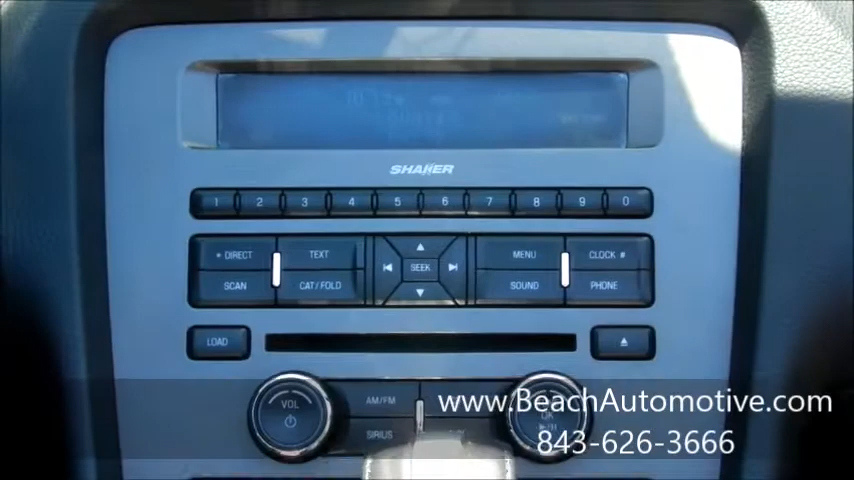 SHAKER
1 2 3 4 5 6 7 8 9 0
* DIRECT TEXT MENU CLOCK #
SEEK
SCAN CAT/FOLD SOUND PHONE
LOAD
VOL AM/FM OK
SIRIUS
www.BeachAutomotive.com
843-626-3666